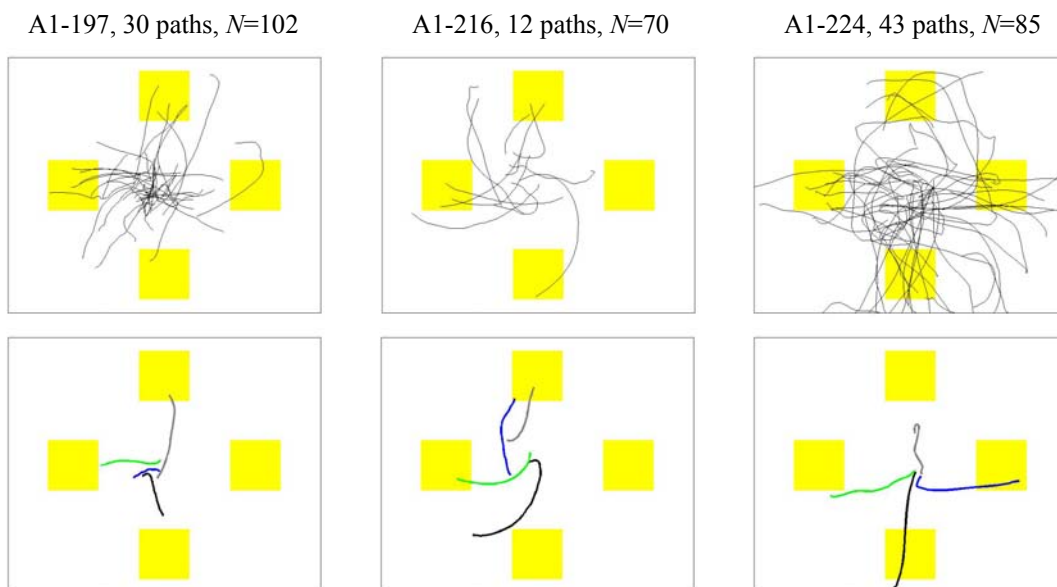 A1-197, 30 paths, N=102
A1-216, 12 paths, N=70
A1-224, 43 paths, N=85